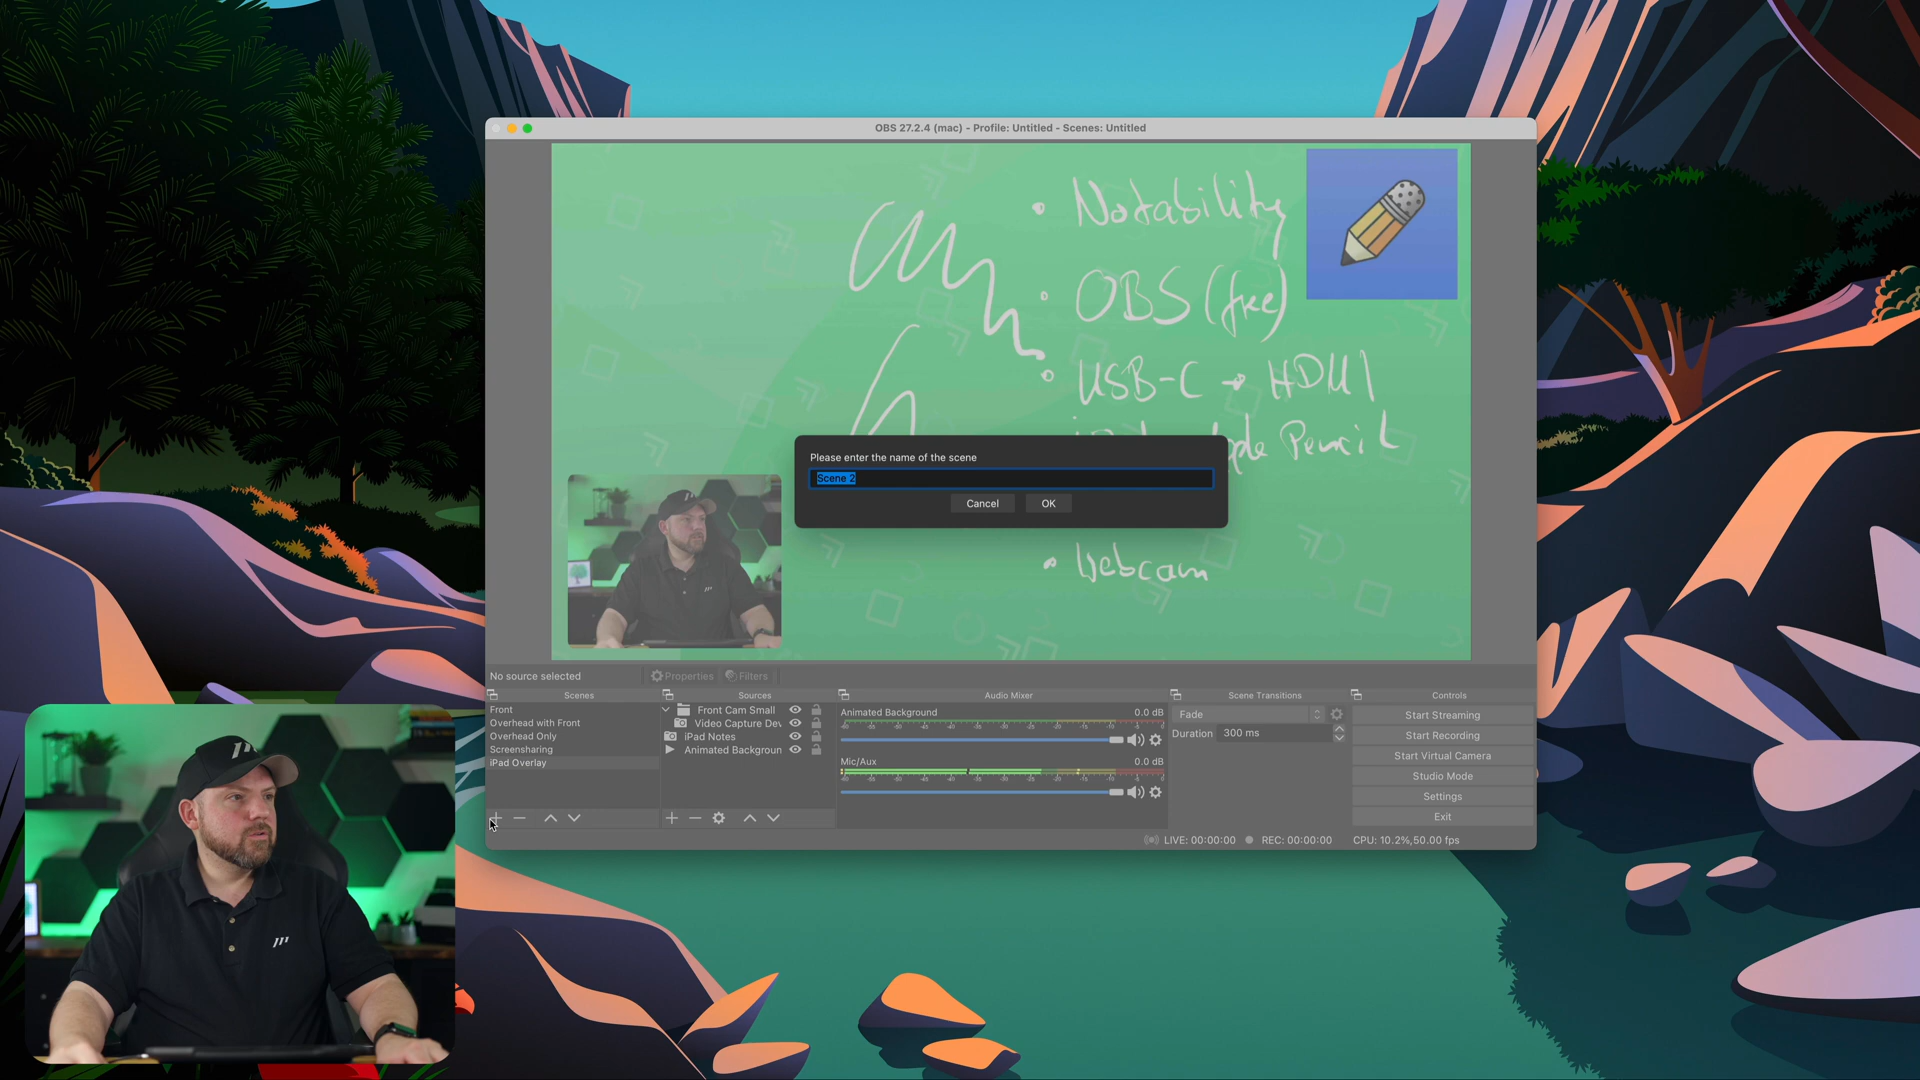 OBS 27.2.4 (mac) - Profile: Untitled - Scenes: Untitled
• Notability
• OBS (free)
• USB-C → HDMI
Pencil
• Webcam
Please enter the name of the scene
Scene 2
Cancel
OK
No source selected
Properties
Filters
Scenes
Front
Overhead with Front
Overhead Only
Screensharing
iPad Overlay
Sources
Front Cam Small
Video Capture Dev
iPad Notes
Animated Backgroun
Audio Mixer
Animated Background
0.0 dB
Mic/Aux
0.0 dB
Scene Transitions
Fade
Duration
300 ms
Controls
Start Streaming
Start Recording
Start Virtual Camera
Studio Mode
Settings
Exit
LIVE: 00:00:00
REC: 00:00:00
CPU: 10.2%,50.00 fps